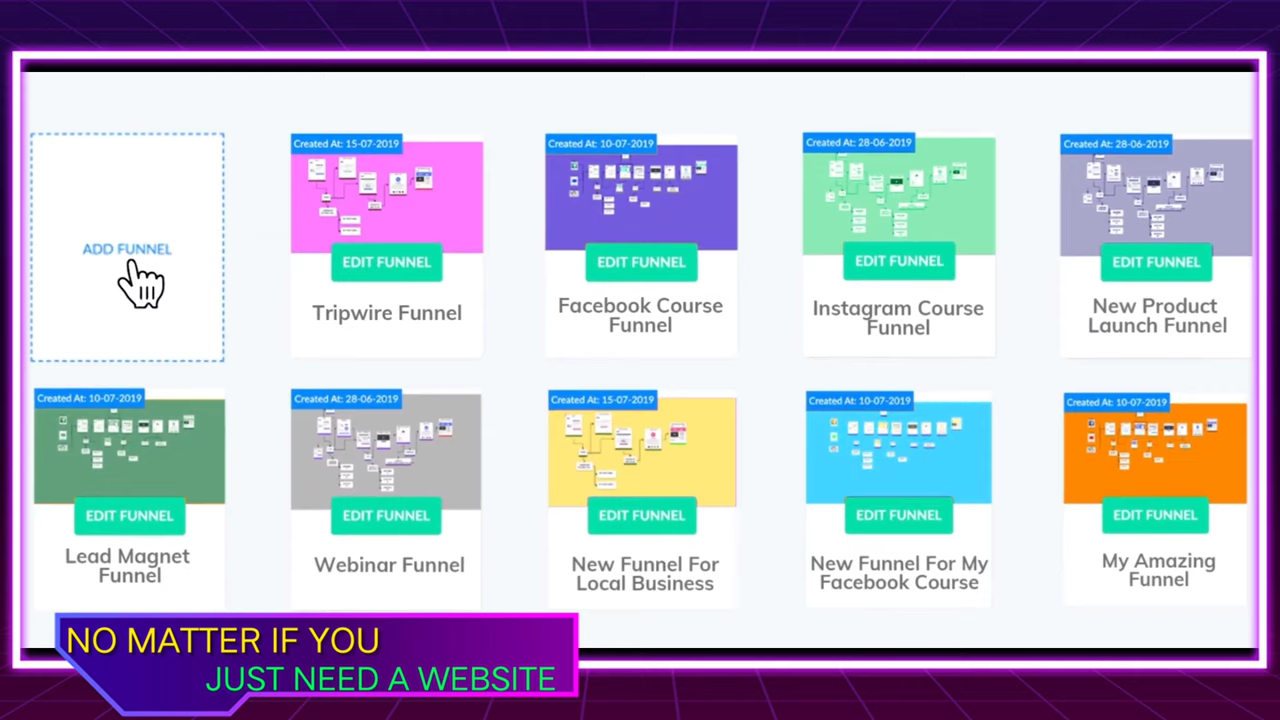 Created At: 15-07-2019
Created At: 10-07-2019
Created At: 28-06-2019
Created At: 28-06-2019
ADD FUNNEL
EDIT FUNNEL
EDIT FUNNEL
EDIT FUNNEL
EDIT FUNNEL
Tripwire Funnel
Facebook Course
Funnel
Instagram Course
Funnel
New Product
Launch Funnel
Created At: 10-07-2019
Created At: 28-06-2019
Created At: 15-07-2019
Created At: 10-07-2019
Created At: 10-07-2019
EDIT FUNNEL
EDIT FUNNEL
EDIT FUNNEL
EDIT FUNNEL
EDIT FUNNEL
Lead Magnet
Funnel
Webinar Funnel
New Funnel For
Local Business
New Funnel For My
Facebook Course
My Amazing
Funnel
NO MATTER IF YOU
JUST NEED A WEBSITE